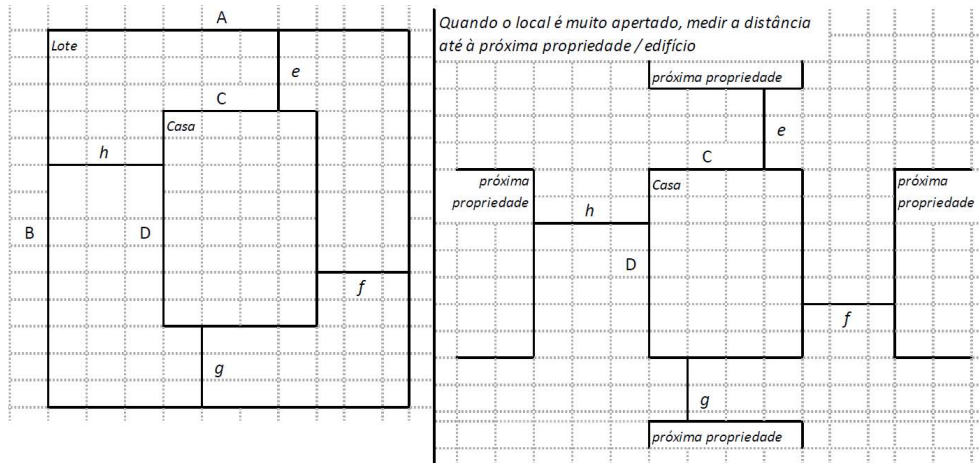 A
Lote
e
C
Casa
h
B
D
f
g
Quando o local é muito apertado, medir a distância
até à próxima propriedade / edifício
próxima propriedade
e
C
próxima
propriedade
Casa
próxima
propriedade
h
D
f
g
próxima propriedade